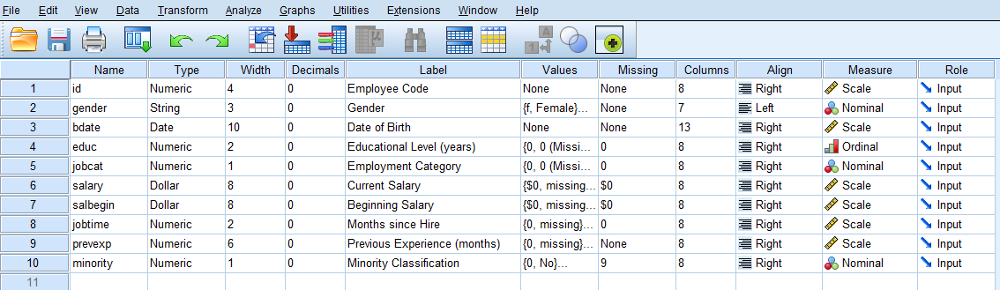 File Edit View Data Transform Analyze Graphs Utilities Extensions Window Help
Name Type Width Decimals Label Values Missing Columns Align Measure Role
1 id Numeric 4 0 Employee Code None None 8 Right Scale Input
2 gender String 3 0 Gender {f, Female}... None 7 Left Nominal Input
3 bdate Date 10 0 Date of Birth None None 13 Right Scale Input
4 educ Numeric 2 0 Educational Level (years) {0, 0 (Missi... 0 8 Right Ordinal Input
5 jobcat Numeric 1 0 Employment Category {0, 0 (Missi... 0 8 Right Nominal Input
6 salary Dollar 8 0 Current Salary {$0, missing... $0 8 Right Scale Input
7 salbegin Dollar 8 0 Beginning Salary {$0, missing... $0 8 Right Scale Input
8 jobtime Numeric 2 0 Months since Hire {0, missing}... 0 8 Right Scale Input
9 prevexp Numeric 6 0 Previous Experience (months) {0, missing}... None 8 Right Scale Input
10 minority Numeric 1 0 Minority Classification {0, No}... 9 8 Right Nominal Input
11